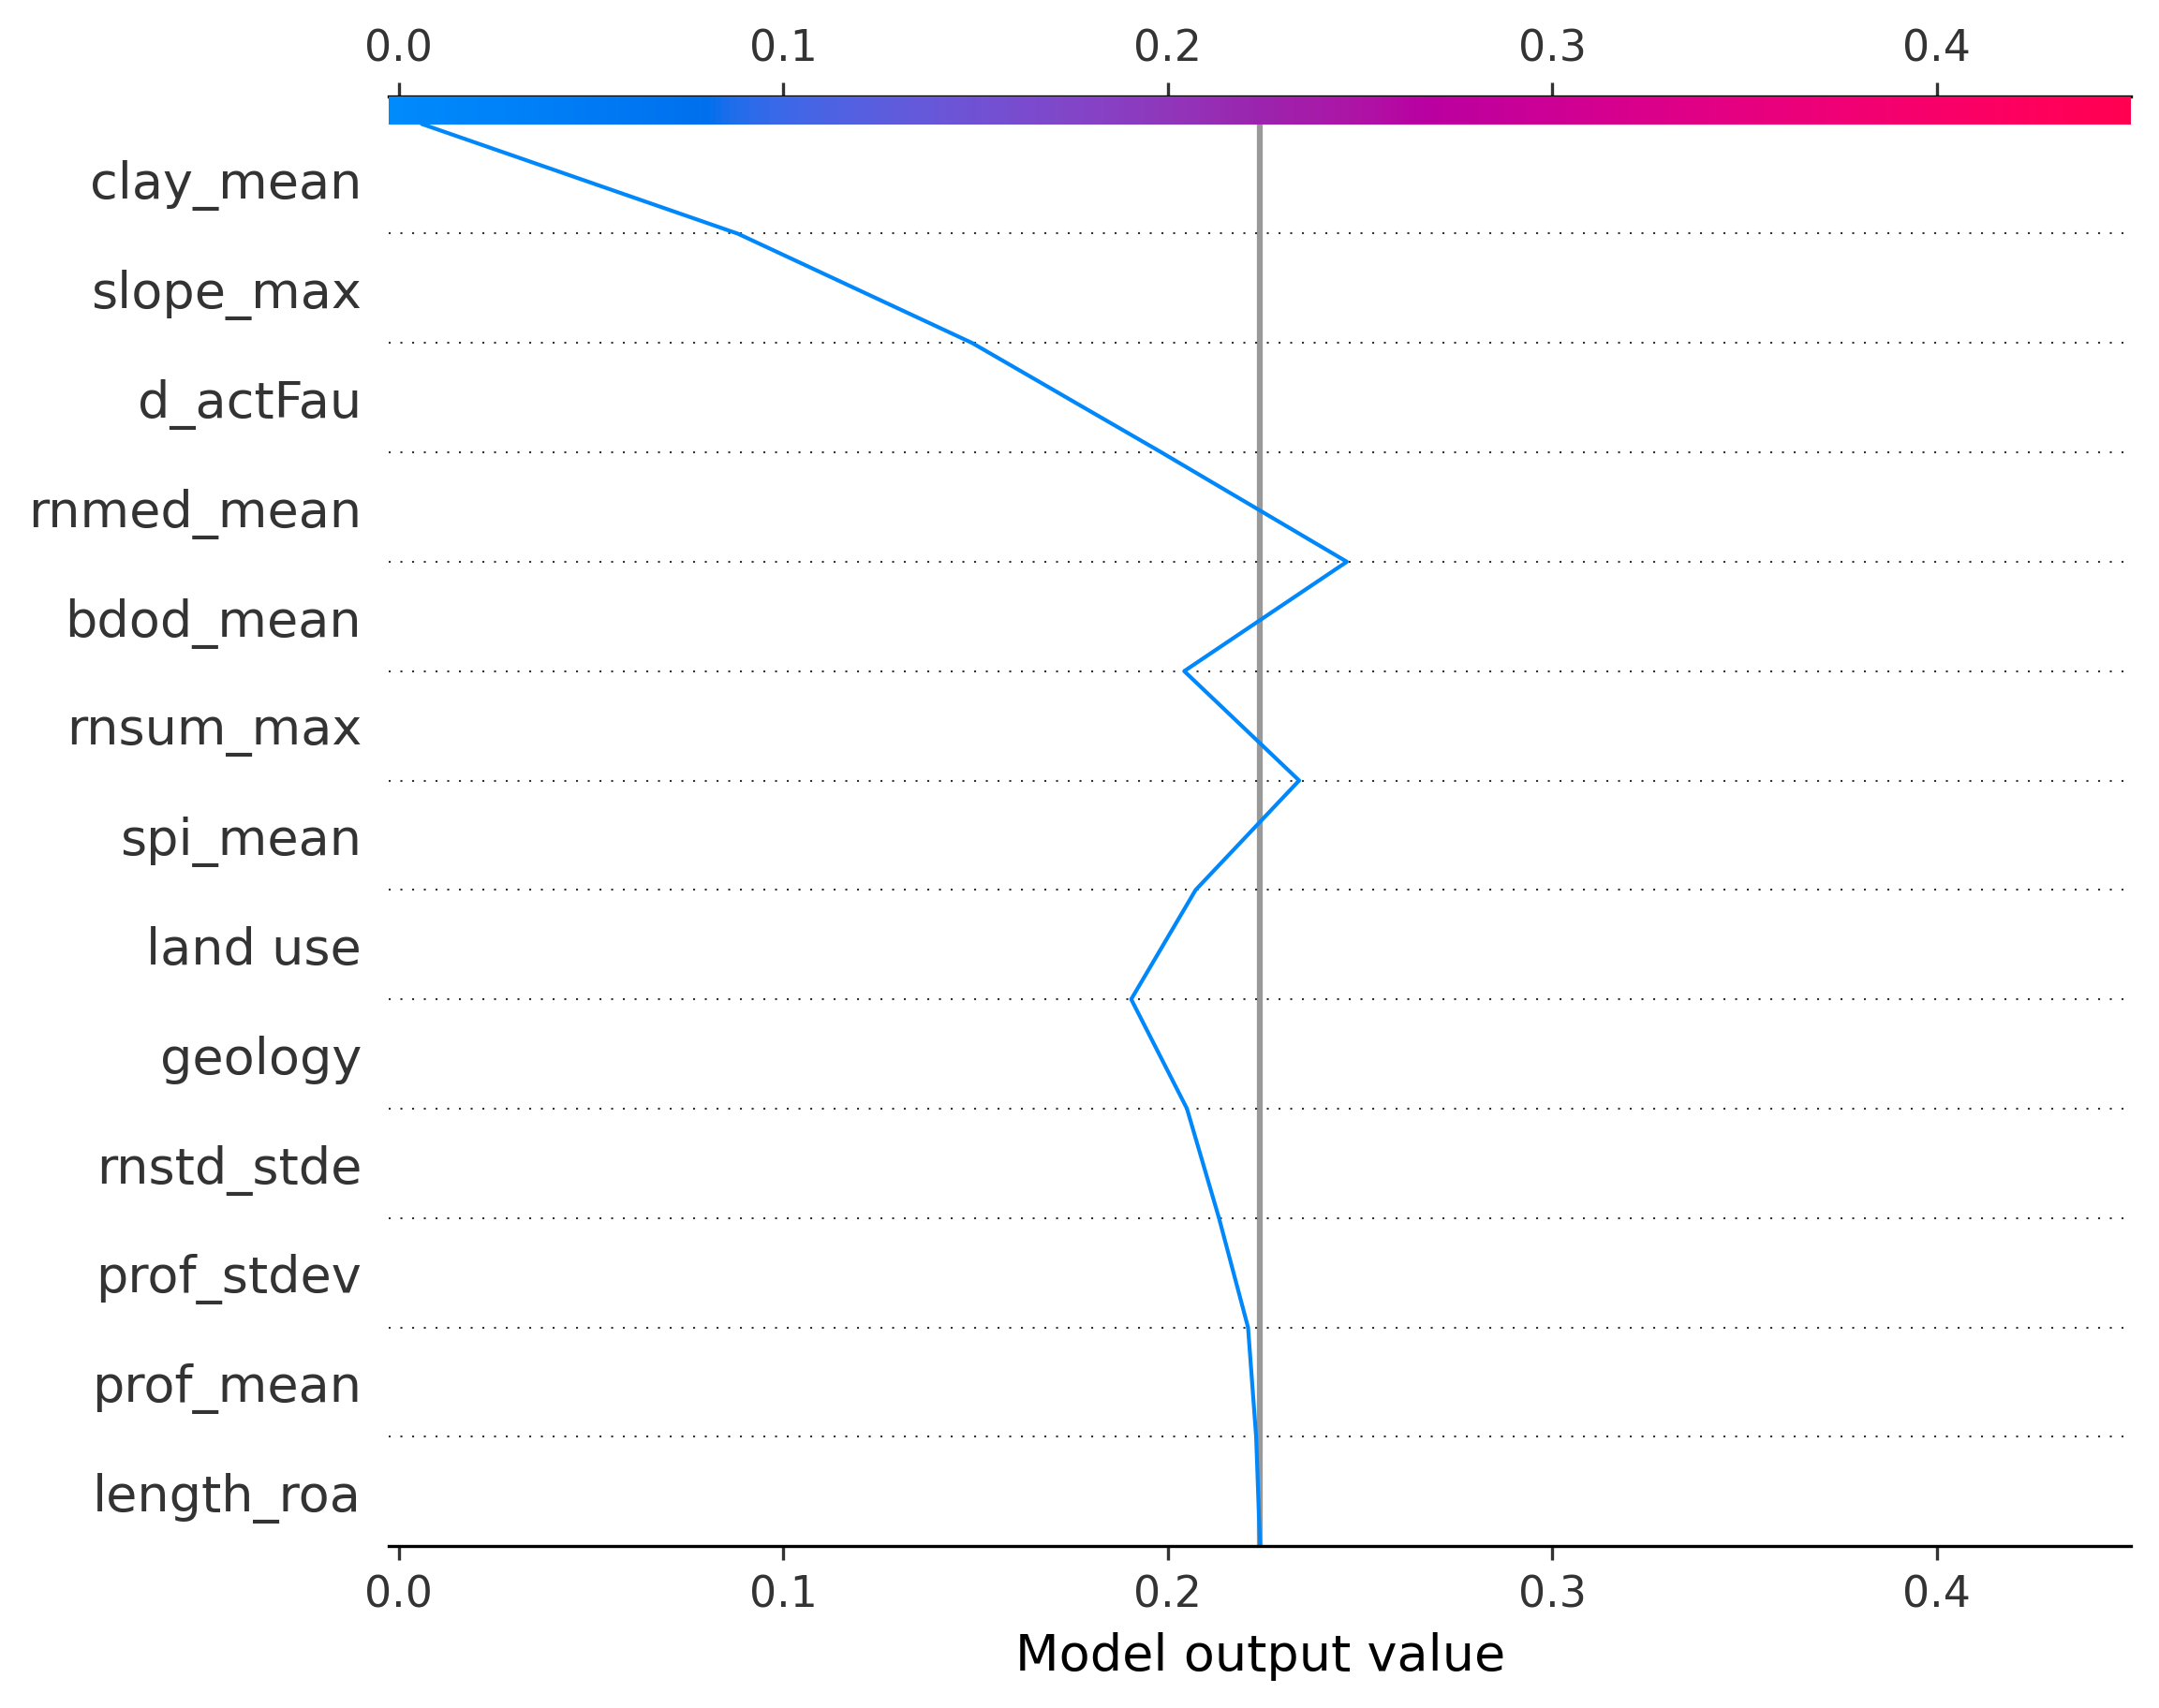 0.0 0.1 0.2 0.3 0.4
clay_mean
slope_max
d_actFau
rnmed_mean
bdod_mean
rnsum_max
spi_mean
land use
geology
rnstd_stde
prof_stdev
prof_mean
length_roa
0.0 0.1 0.2 0.3 0.4
Model output value